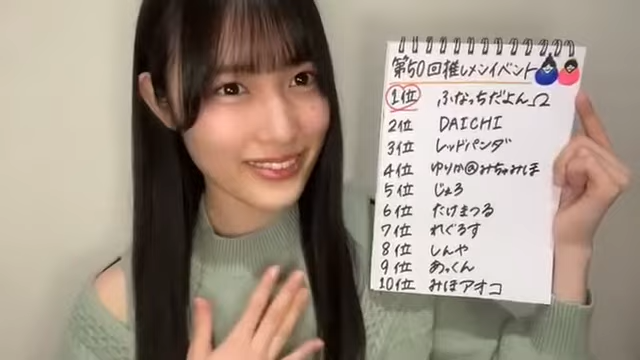 第50回推しメンイベント
1位 ふなっちだよんΩ
2位 DAICHI
3位 レッドパンダ
4位 ゆりか@みちゃみしま
5位 じょろ
6位 たけまつる
7位 れぐるす
8位 しんや
9位 あっくん
10位 みほアオコ